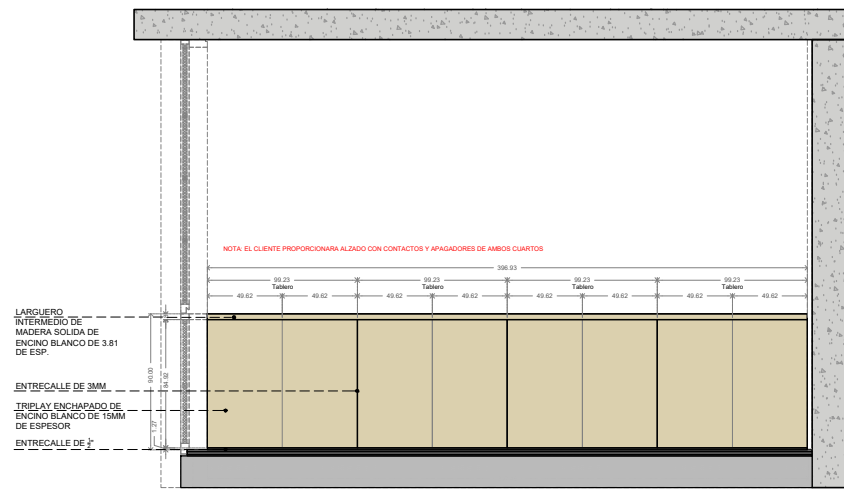 NOTA: EL CLIENTE PROPORCIONARA ALZADO CON CONTACTOS Y APAGADORES DE AMBOS CUARTOS
396.93
99.23 99.23 99.23 99.23
Tablero Tablero Tablero Tablero
49.62 49.62 49.62 49.62 49.62 49.62 49.62 49.62
LARGUERO
INTERMEDIO DE
MADERA SOLIDA DE
ENCINO BLANCO DE 3.81
DE ESP.
90.00
84.92
ENTRECALLE DE 3MM
TRIPLAY ENCHAPADO DE
ENCINO BLANCO DE 15MM
DE ESPESOR
1.27
ENTRECALLE DE ½"